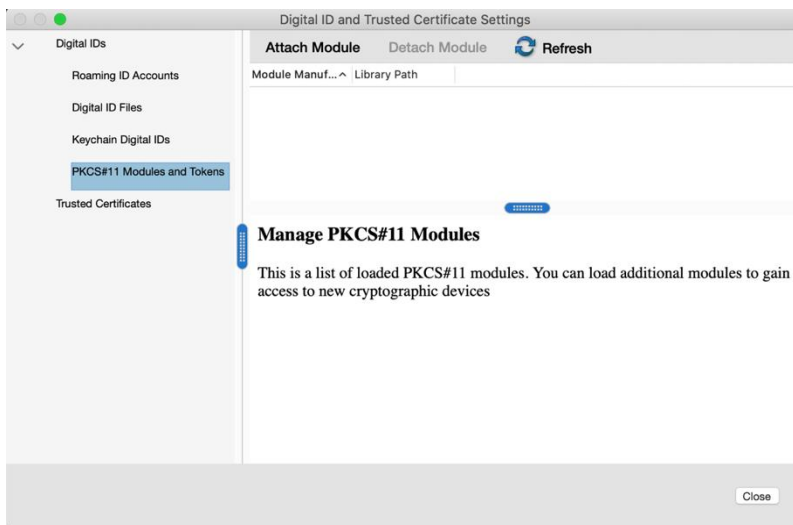 Digital ID and Trusted Certificate Settings
Digital IDs
Roaming ID Accounts
Digital ID Files
Keychain Digital IDs
PKCS#11 Modules and Tokens
Trusted Certificates
Attach Module Detach Module Refresh
Module Manuf... Library Path
Manage PKCS#11 Modules
This is a list of loaded PKCS#11 modules. You can load additional modules to gain
access to new cryptographic devices
Close